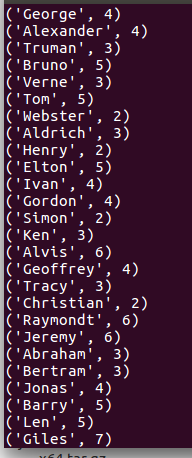 ('George', 4)
('Alexander', 4)
('Truman', 3)
('Bruno', 5)
('Verne', 3)
('Tom', 5)
('Webster', 2)
('Aldrich', 3)
('Henry', 2)
('Elton', 5)
('Ivan', 4)
('Gordon', 4)
('Simon', 2)
('Ken', 3)
('Alvis', 6)
('Geoffrey', 4)
('Tracy', 3)
('Christian', 2)
('Raymondt', 6)
('Jeremy', 6)
('Abraham', 3)
('Bertram', 3)
('Jonas', 4)
('Barry', 5)
('Len', 5)
('Giles', 7)